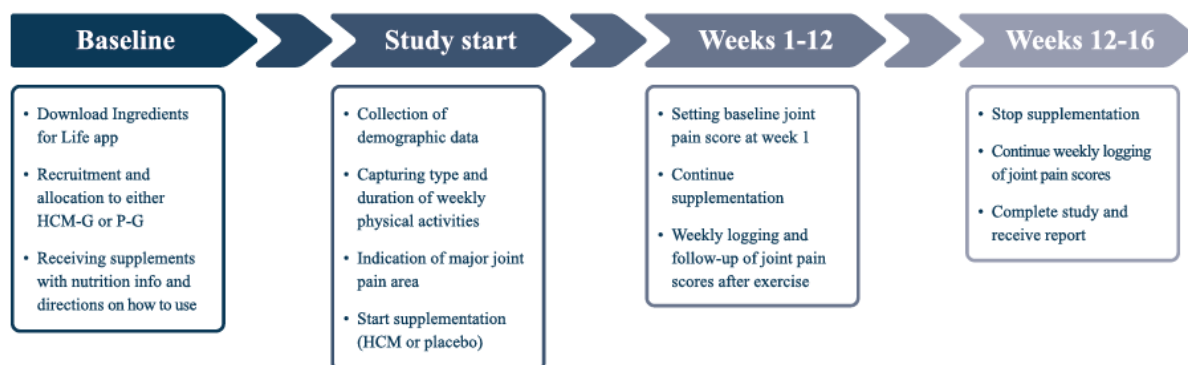 Baseline
Study start
Weeks 1-12
Weeks 12-16
• Download Ingredients
for Life app
• Recruitment and
allocation to either
HCM-G or P-G
• Receiving supplements
with nutrition info and
directions on how to use
• Collection of
demographic data
• Capturing type and
duration of weekly
physical activities
• Indication of major joint
pain area
• Start supplementation
(HCM or placebo)
• Setting baseline joint
pain score at week 1
• Continue
supplementation
• Weekly logging and
follow-up of joint pain
scores after exercise
• Stop supplementation
• Continue weekly logging
of joint pain scores
• Complete study and
receive report